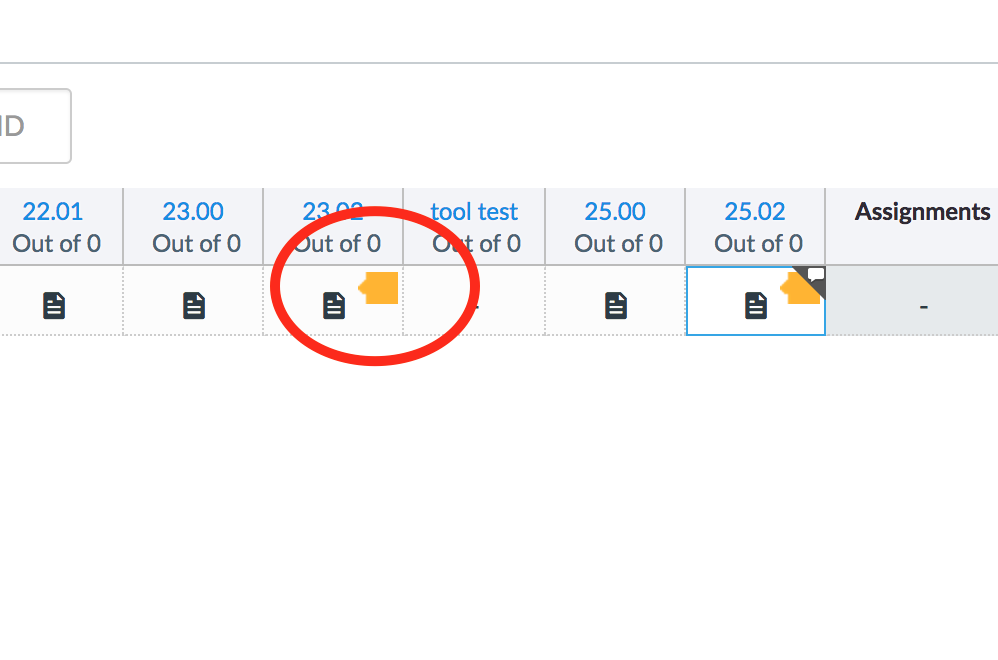 ID
22.01 23.00 23.02 tool test 25.00 25.02 Assignments
Out of 0 Out of 0 Out of 0 Out of 0 Out of 0 Out of 0
- -